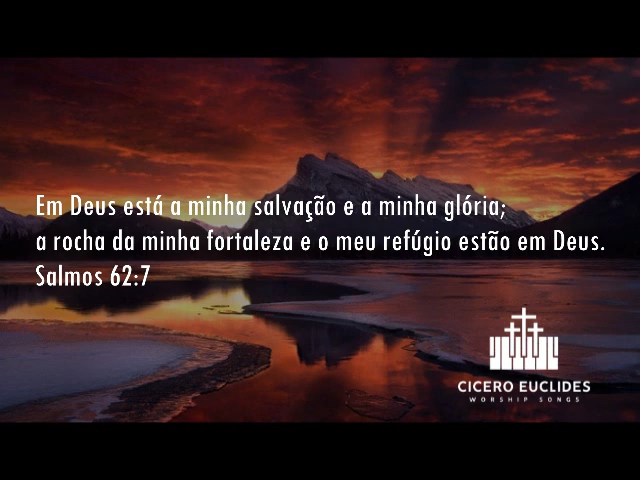 Em Deus está a minha salvação e a minha glória;
a rocha da minha fortaleza e o meu refúgio estão em Deus.
Salmos 62:7
CICERO EUCLIDES
WORSHIP SONGS